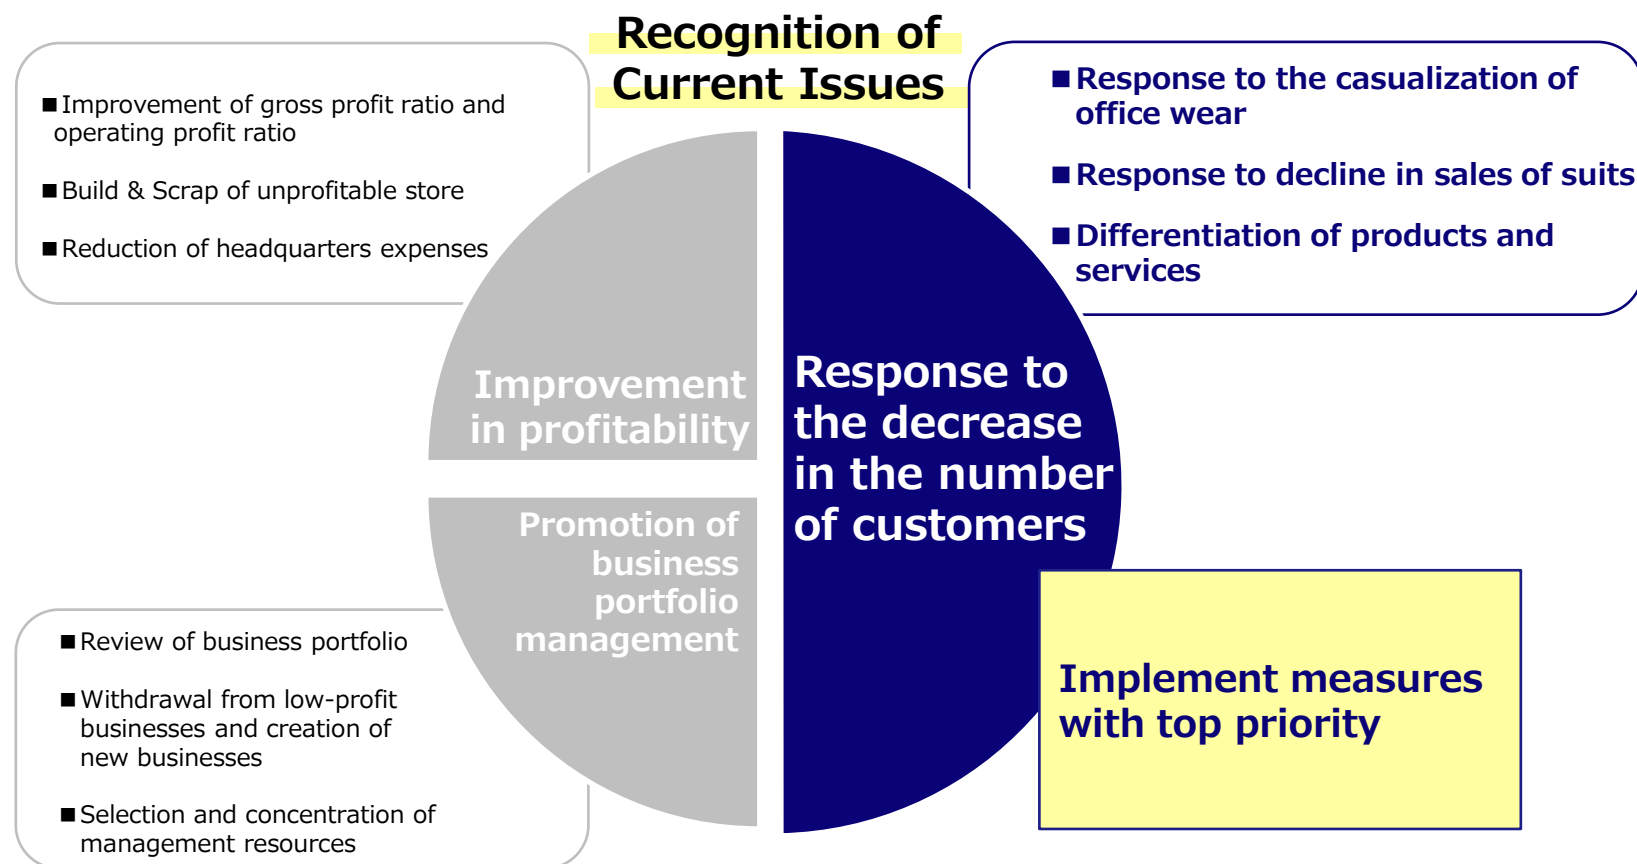 Recognition of
Current Issues
■Improvement of gross profit ratio and
operating profit ratio
■Build & Scrap of unprofitable store
■Reduction of headquarters expenses
■Response to the casualization of
office wear
■Response to decline in sales of suits
■Differentiation of products and
services
Improvement
in profitability
Response to
the decrease
in the number
of customers
Promotion of
business
portfolio
management
■Review of business portfolio
■Withdrawal from low-profit
businesses and creation of
new businesses
■Selection and concentration of
management resources
Implement measures
with top priority